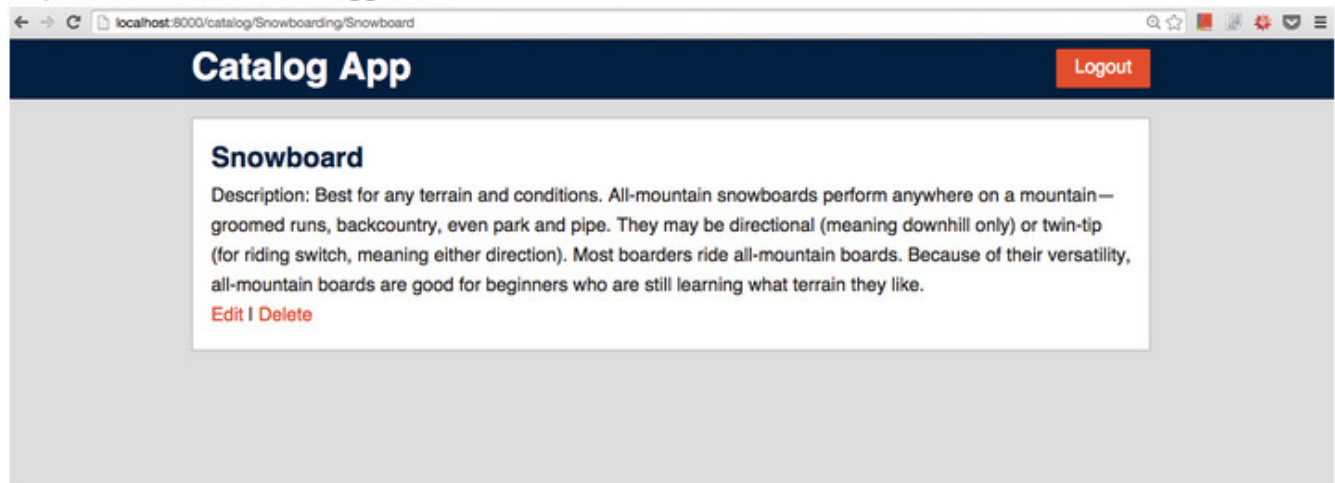 localhost:8000/catalog/Snowboarding/Snowboard
Catalog App
Logout
Snowboard
Description: Best for any terrain and conditions. All-mountain snowboards perform anywhere on a mountain—
groomed runs, backcountry, even park and pipe. They may be directional (meaning downhill only) or twin-tip
(for riding switch, meaning either direction). Most boarders ride all-mountain boards. Because of their versatility,
all-mountain boards are good for beginners who are still learning what terrain they like.
Edit | Delete